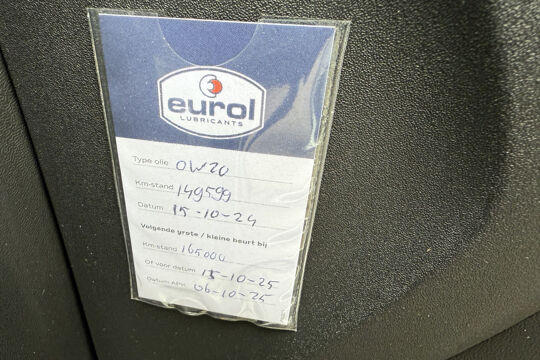 eurol
LUBRICANTS
Type olie 0W20
Km-stand 149599
Datum 15-10-24
Volgende grote / kleine beurt bij
Km-stand 165000
Of voor datum 15-10-25
Datum APK 06-10-25